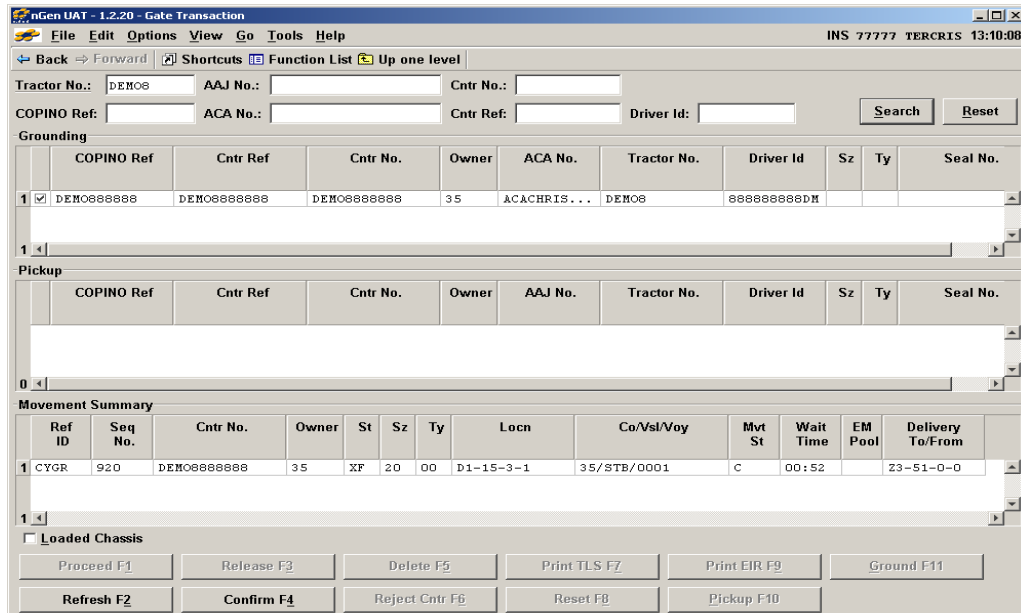 nGen UAT - 1.2.20 - Gate Transaction
File Edit Options View Go Tools Help INS 77777 TERCRIS 13:10:08
Back Forward Shortcuts Function List Up one level
Tractor No.: DEMO8 AAJ No.: Cntr No.:
COPINO Ref: ACA No.: Cntr Ref: Driver Id: Search Reset
Grounding
COPINO Ref Cntr Ref Cntr No. Owner ACA No. Tractor No. Driver Id Sz Ty Seal No.
1 DEMO888888 DEMO8888888 DEMO8888888 35 ACACHRIS... DEMO8 888888888DM
1
Pickup
COPINO Ref Cntr Ref Cntr No. Owner AAJ No. Tractor No. Driver Id Sz Ty Seal No.
0
Movement Summary
Ref ID Seq No. Cntr No. Owner St Sz Ty Locn Co/Vsl/Voy Mvt St Wait Time EM Pool Delivery To/From
1 CYGR 920 DEMO8888888 35 XF 20 00 D1-15-3-1 35/STB/0001 C 00:52 Z3-51-0-0
1
Loaded Chassis
Proceed F1 Release F3 Delete F5 Print TLS F7 Print EIR F9 Ground F11
Refresh F2 Confirm F4 Reject Cntr F6 Reset F8 Pickup F10